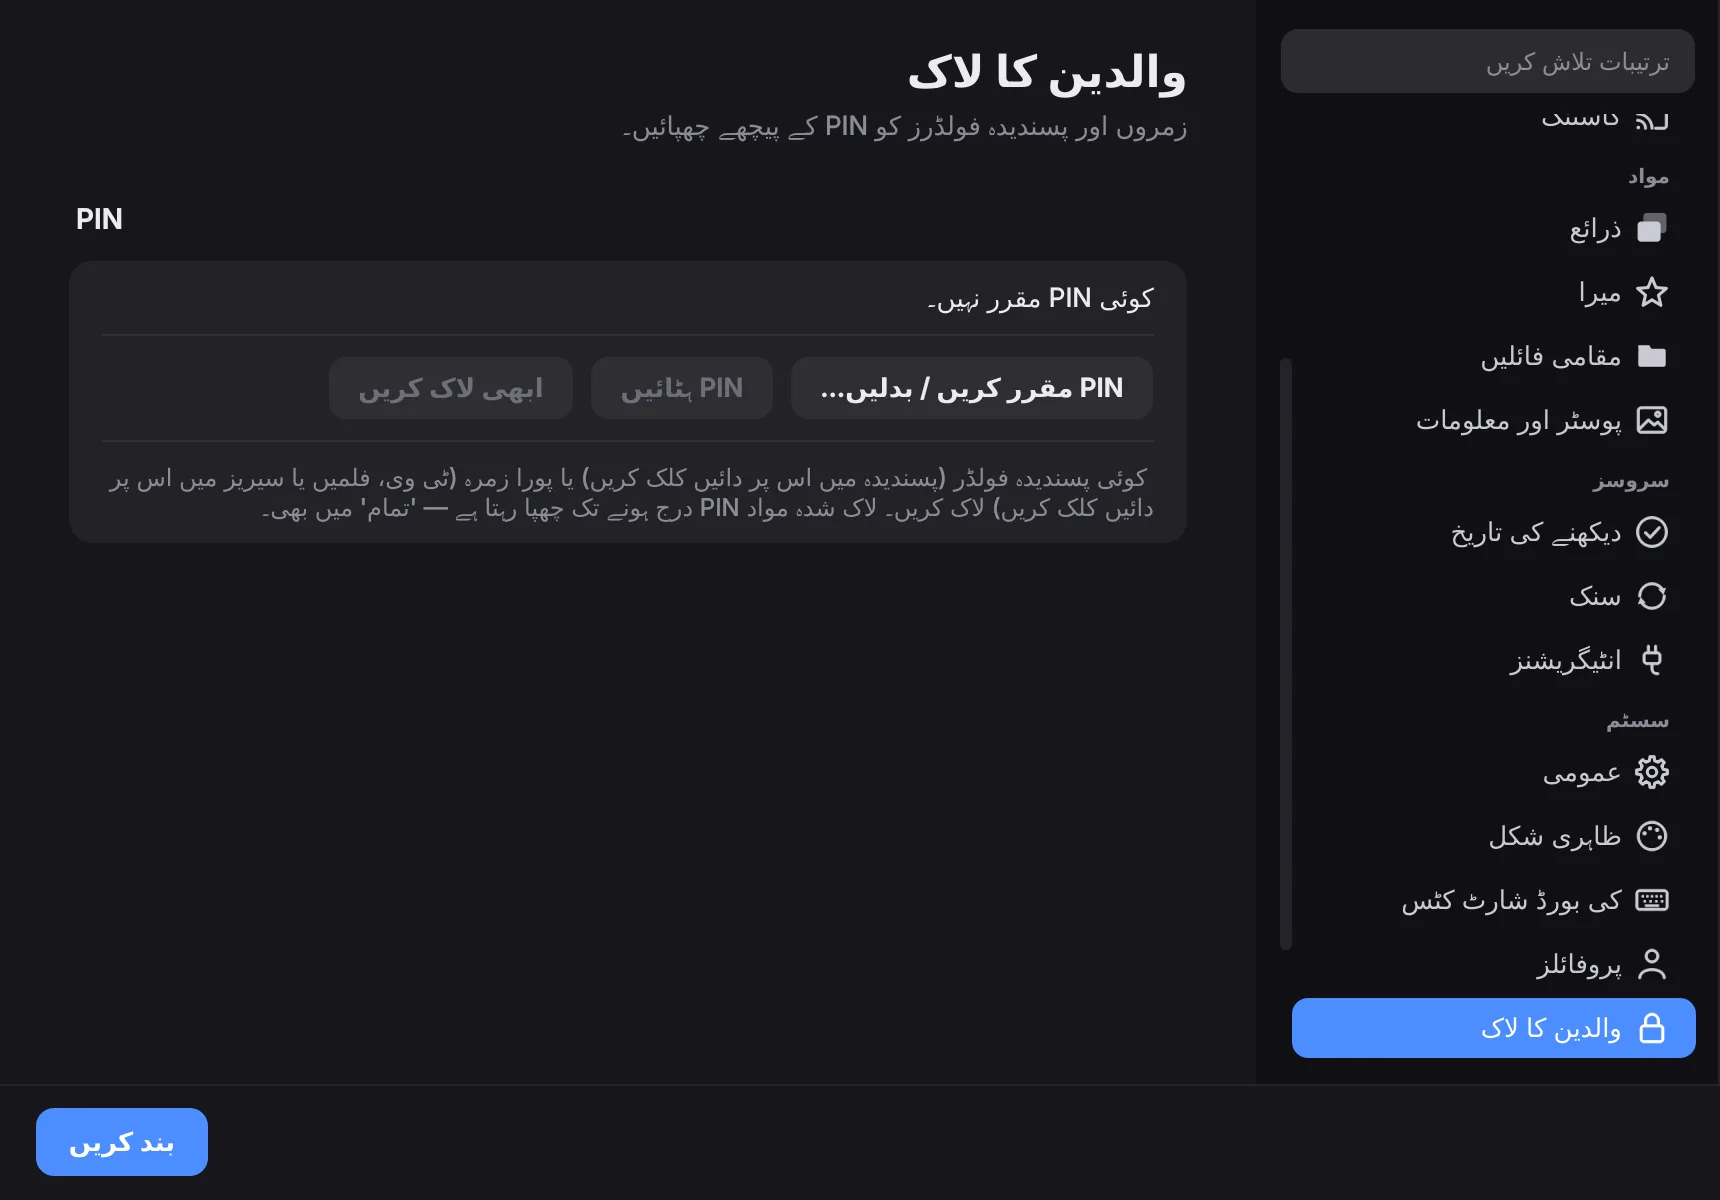 ترتیبات تلاش کریں
کاسٹنگ
مواد
ذرائع
میرا
مقامی فائلیں
پوسٹر اور معلومات
سروسز
دیکھنے کی تاریخ
سنک
انٹیگریشنز
سسٹم
عمومی
ظاہری شکل
کی بورڈ شارٹ کٹس
پروفائلز
والدین کا لاک
والدین کا لاک
زمروں اور پسندیدہ فولڈرز کو PIN کے پیچھے چھپائیں۔
PIN
کوئی PIN مقرر نہیں۔
PIN مقرر کریں / بدلیں...
PIN ہٹائیں
ابھی لاک کریں
کوئی پسندیدہ فولڈر (پسندیدہ میں اس پر دائیں کلک کریں) یا پورا زمرہ (ٹی وی، فلمیں یا سیریز میں اس پر
دائیں کلک کریں) لاک کریں۔ لاک شدہ مواد PIN درج ہونے تک چھپا رہتا ہے — 'تمام' میں بھی۔
بند کریں